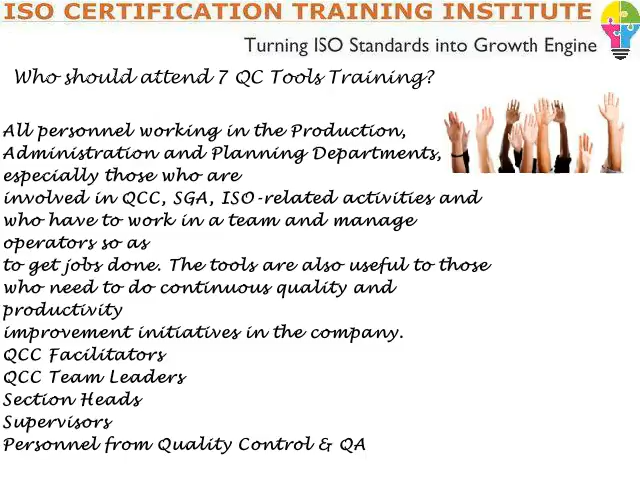 ISO CERTIFICATION TRAINING INSTITUTE
Turning ISO Standards into Growth Engine
Who should attend 7 QC Tools Training?
All personnel working in the Production,
Administration and Planning Departments,
especially those who are
involved in QCC, SGA, ISO-related activities and
who have to work in a team and manage
operators so as
to get jobs done. The tools are also useful to those
who need to do continuous quality and
productivity
improvement initiatives in the company.
QCC Facilitators
QCC Team Leaders
Section Heads
Supervisors
Personnel from Quality Control & QA